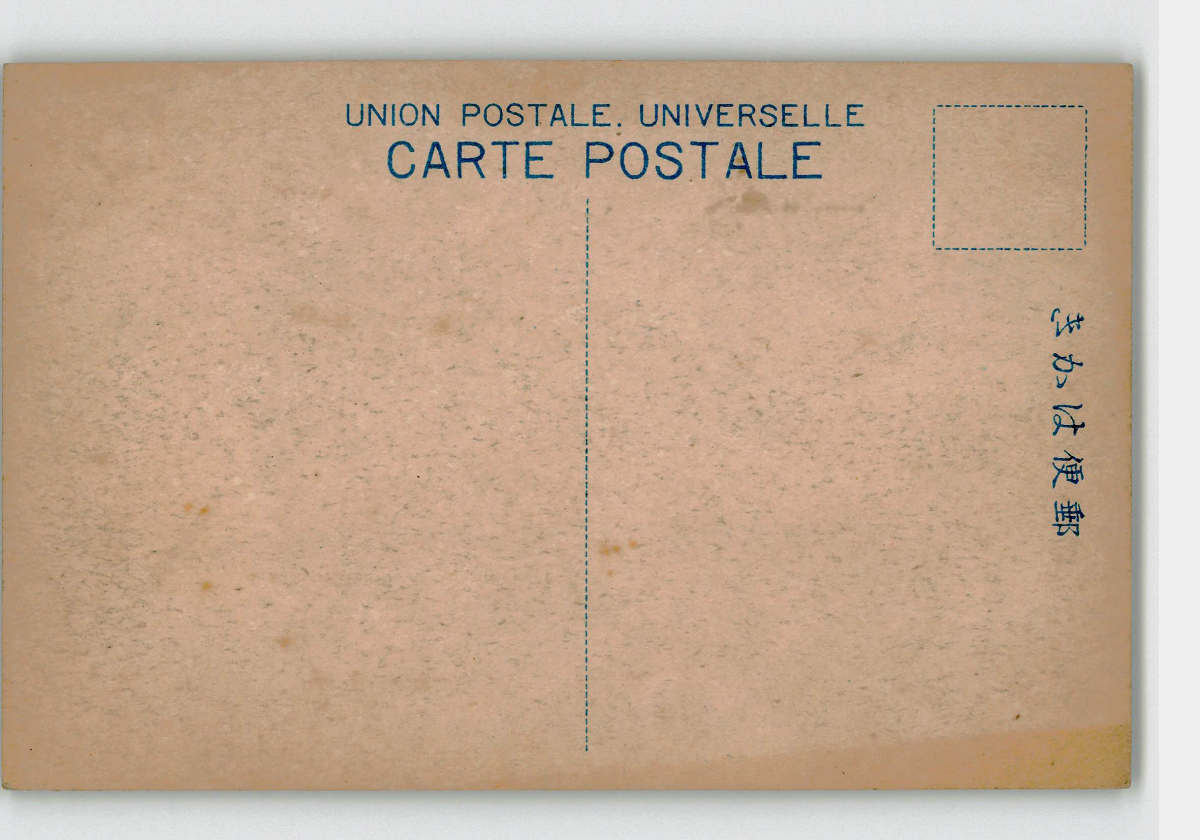 UNION POSTALE. UNIVERSELLE
CARTE POSTALE
郵便はかき